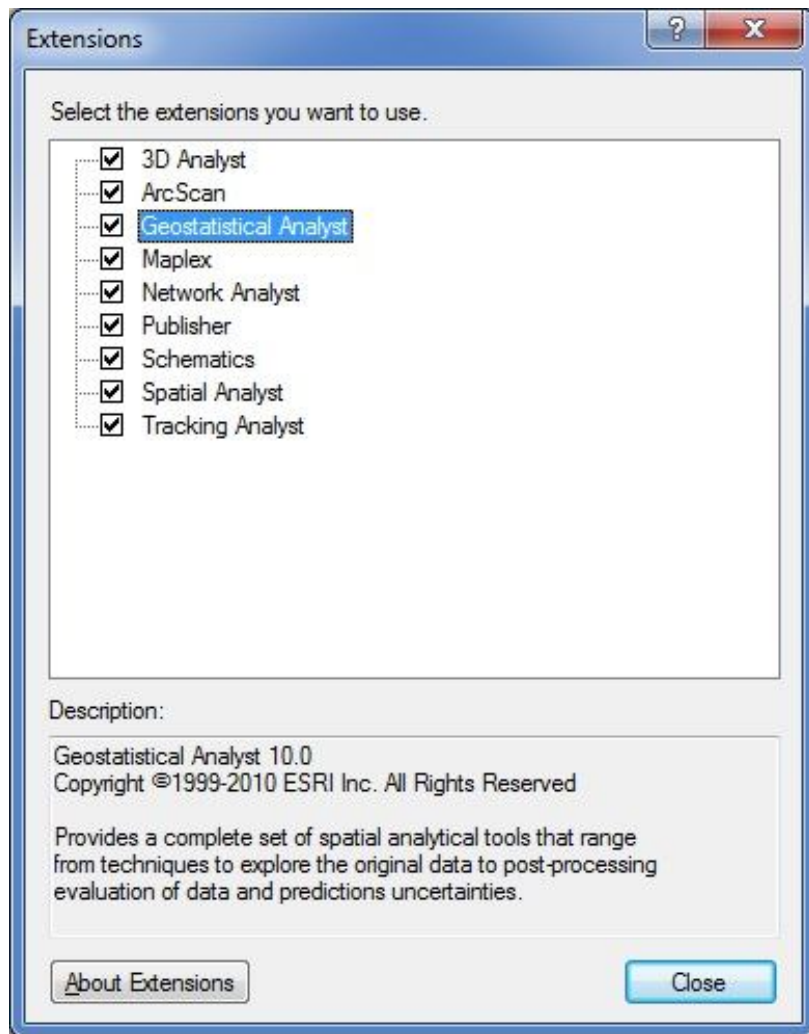 Extensions
Select the extensions you want to use.
3D Analyst
ArcScan
Geostatistical Analyst
Maplex
Network Analyst
Publisher
Schematics
Spatial Analyst
Tracking Analyst
Description:
Geostatistical Analyst 10.0
Copyright ©1999-2010 ESRI Inc. All Rights Reserved
Provides a complete set of spatial analytical tools that range
from techniques to explore the original data to post-processing
evaluation of data and predictions uncertainties.
About Extensions
Close